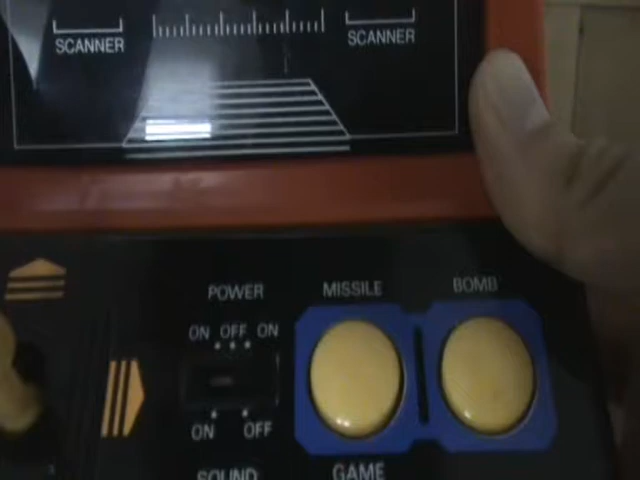 SCANNER SCANNER
POWER MISSILE BOMB
ON OFF ON
ON OFF
SOUND GAME